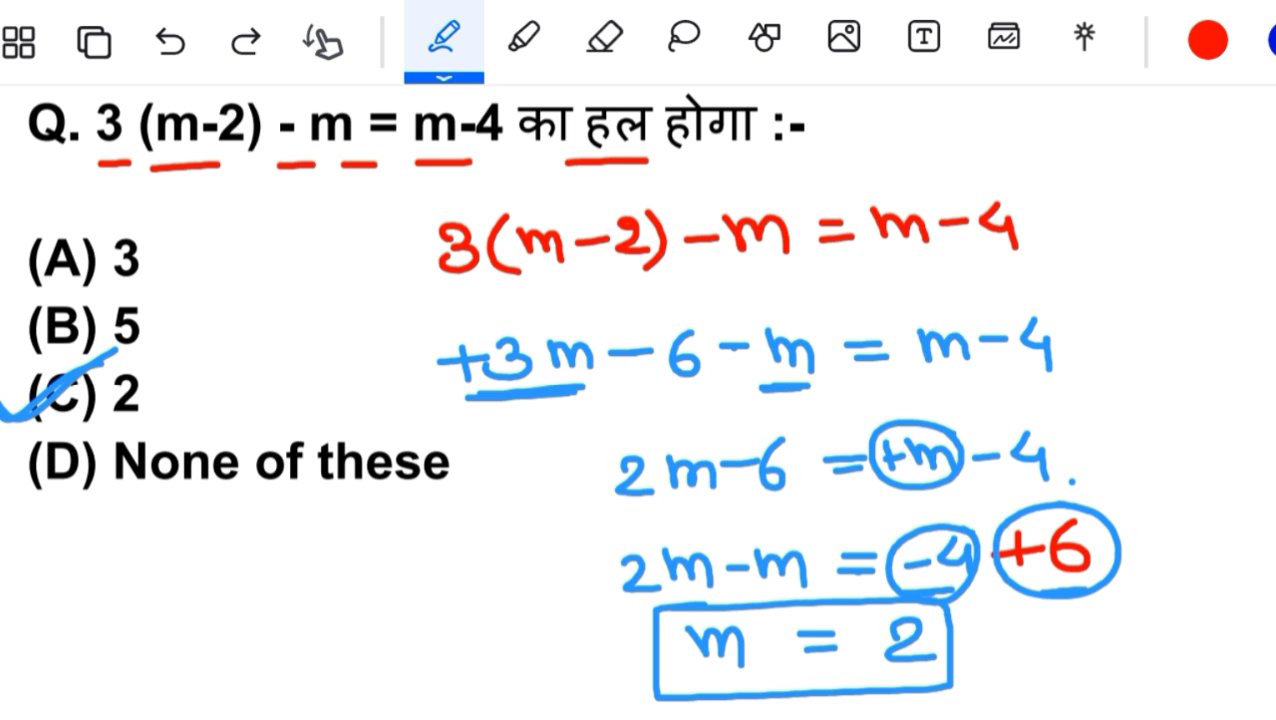 Q. 3 (m-2) - m = m-4 का हल होगा :-
(A) 3
(B) 5
(C) 2
(D) None of these
3(m-2)-m = m-4
+3m-6-m = m-4
2m-6 = +m-4.
2m-m = -4+6
m = 2